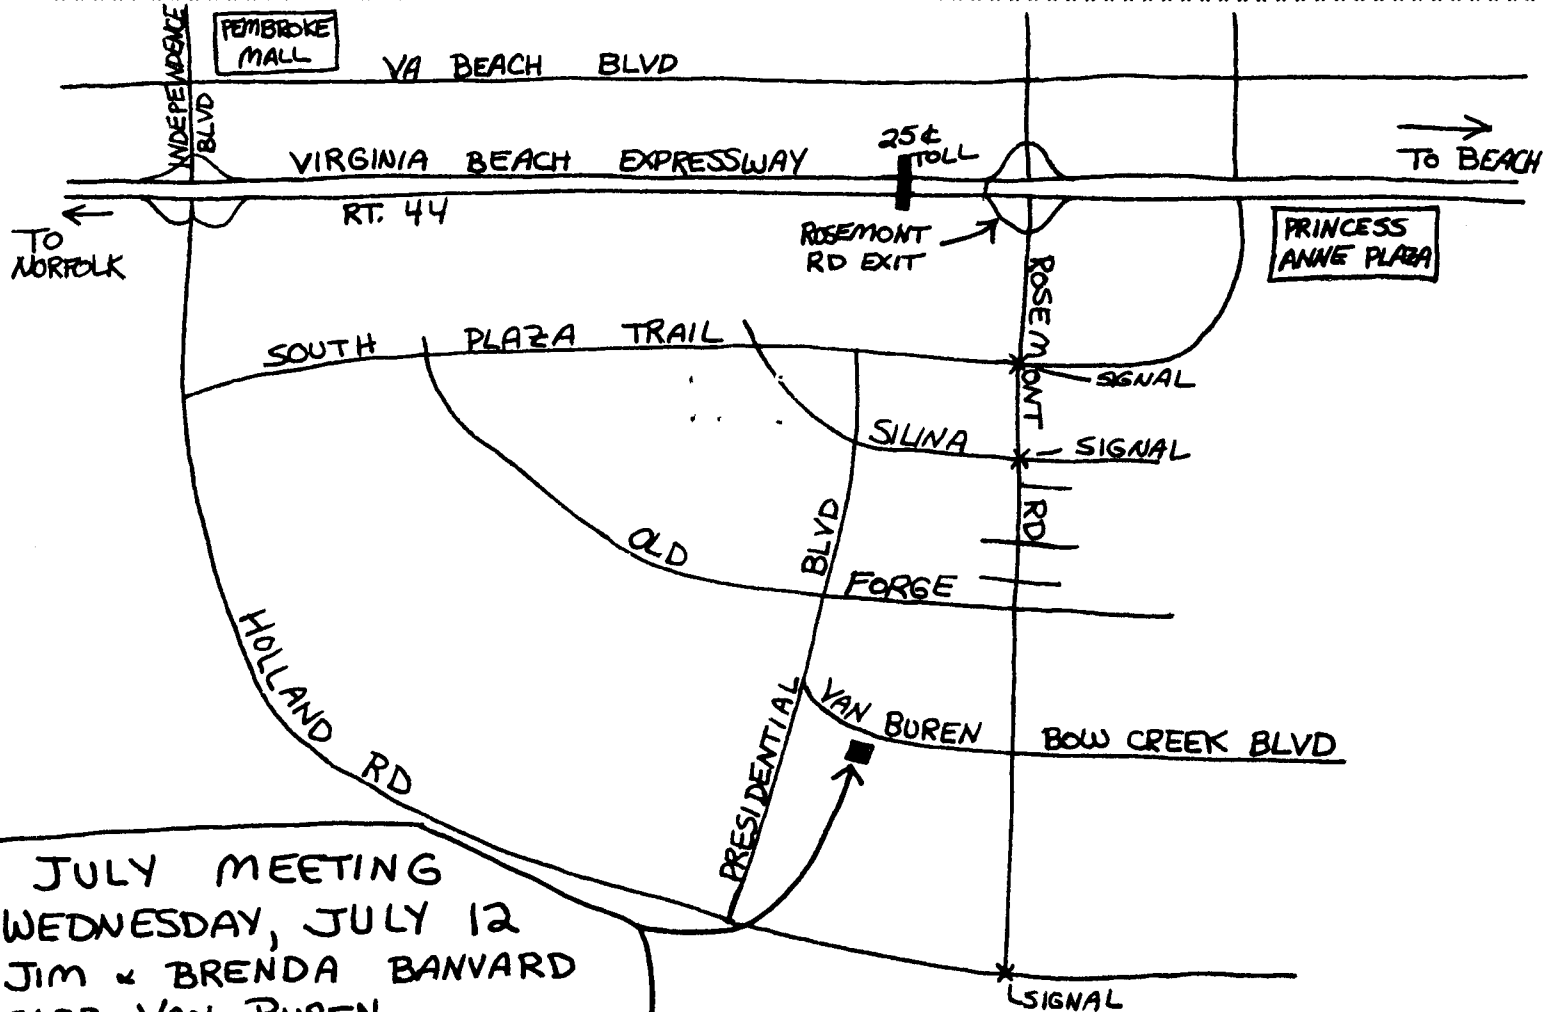 INDEPENDENCE BLVD
PEMBROKE
MALL
VA BEACH BLVD
VIRGINIA BEACH EXPRESSWAY
RT. 44
25¢
TOLL
TO BEACH
TO
NORFOLK
ROSEMONT
RD EXIT
PRINCESS
ANNE PLAZA
ROSEMONT RD
SOUTH PLAZA TRAIL
SIGNAL
SILINA
SIGNAL
OLD FORGE
PRESIDENTIAL BLVD
HOLLAND RD
VAN BUREN
BOW CREEK BLVD
JULY MEETING
WEDNESDAY, JULY 12
JIM & BRENDA BANVARD
VAN BUREN
SIGNAL